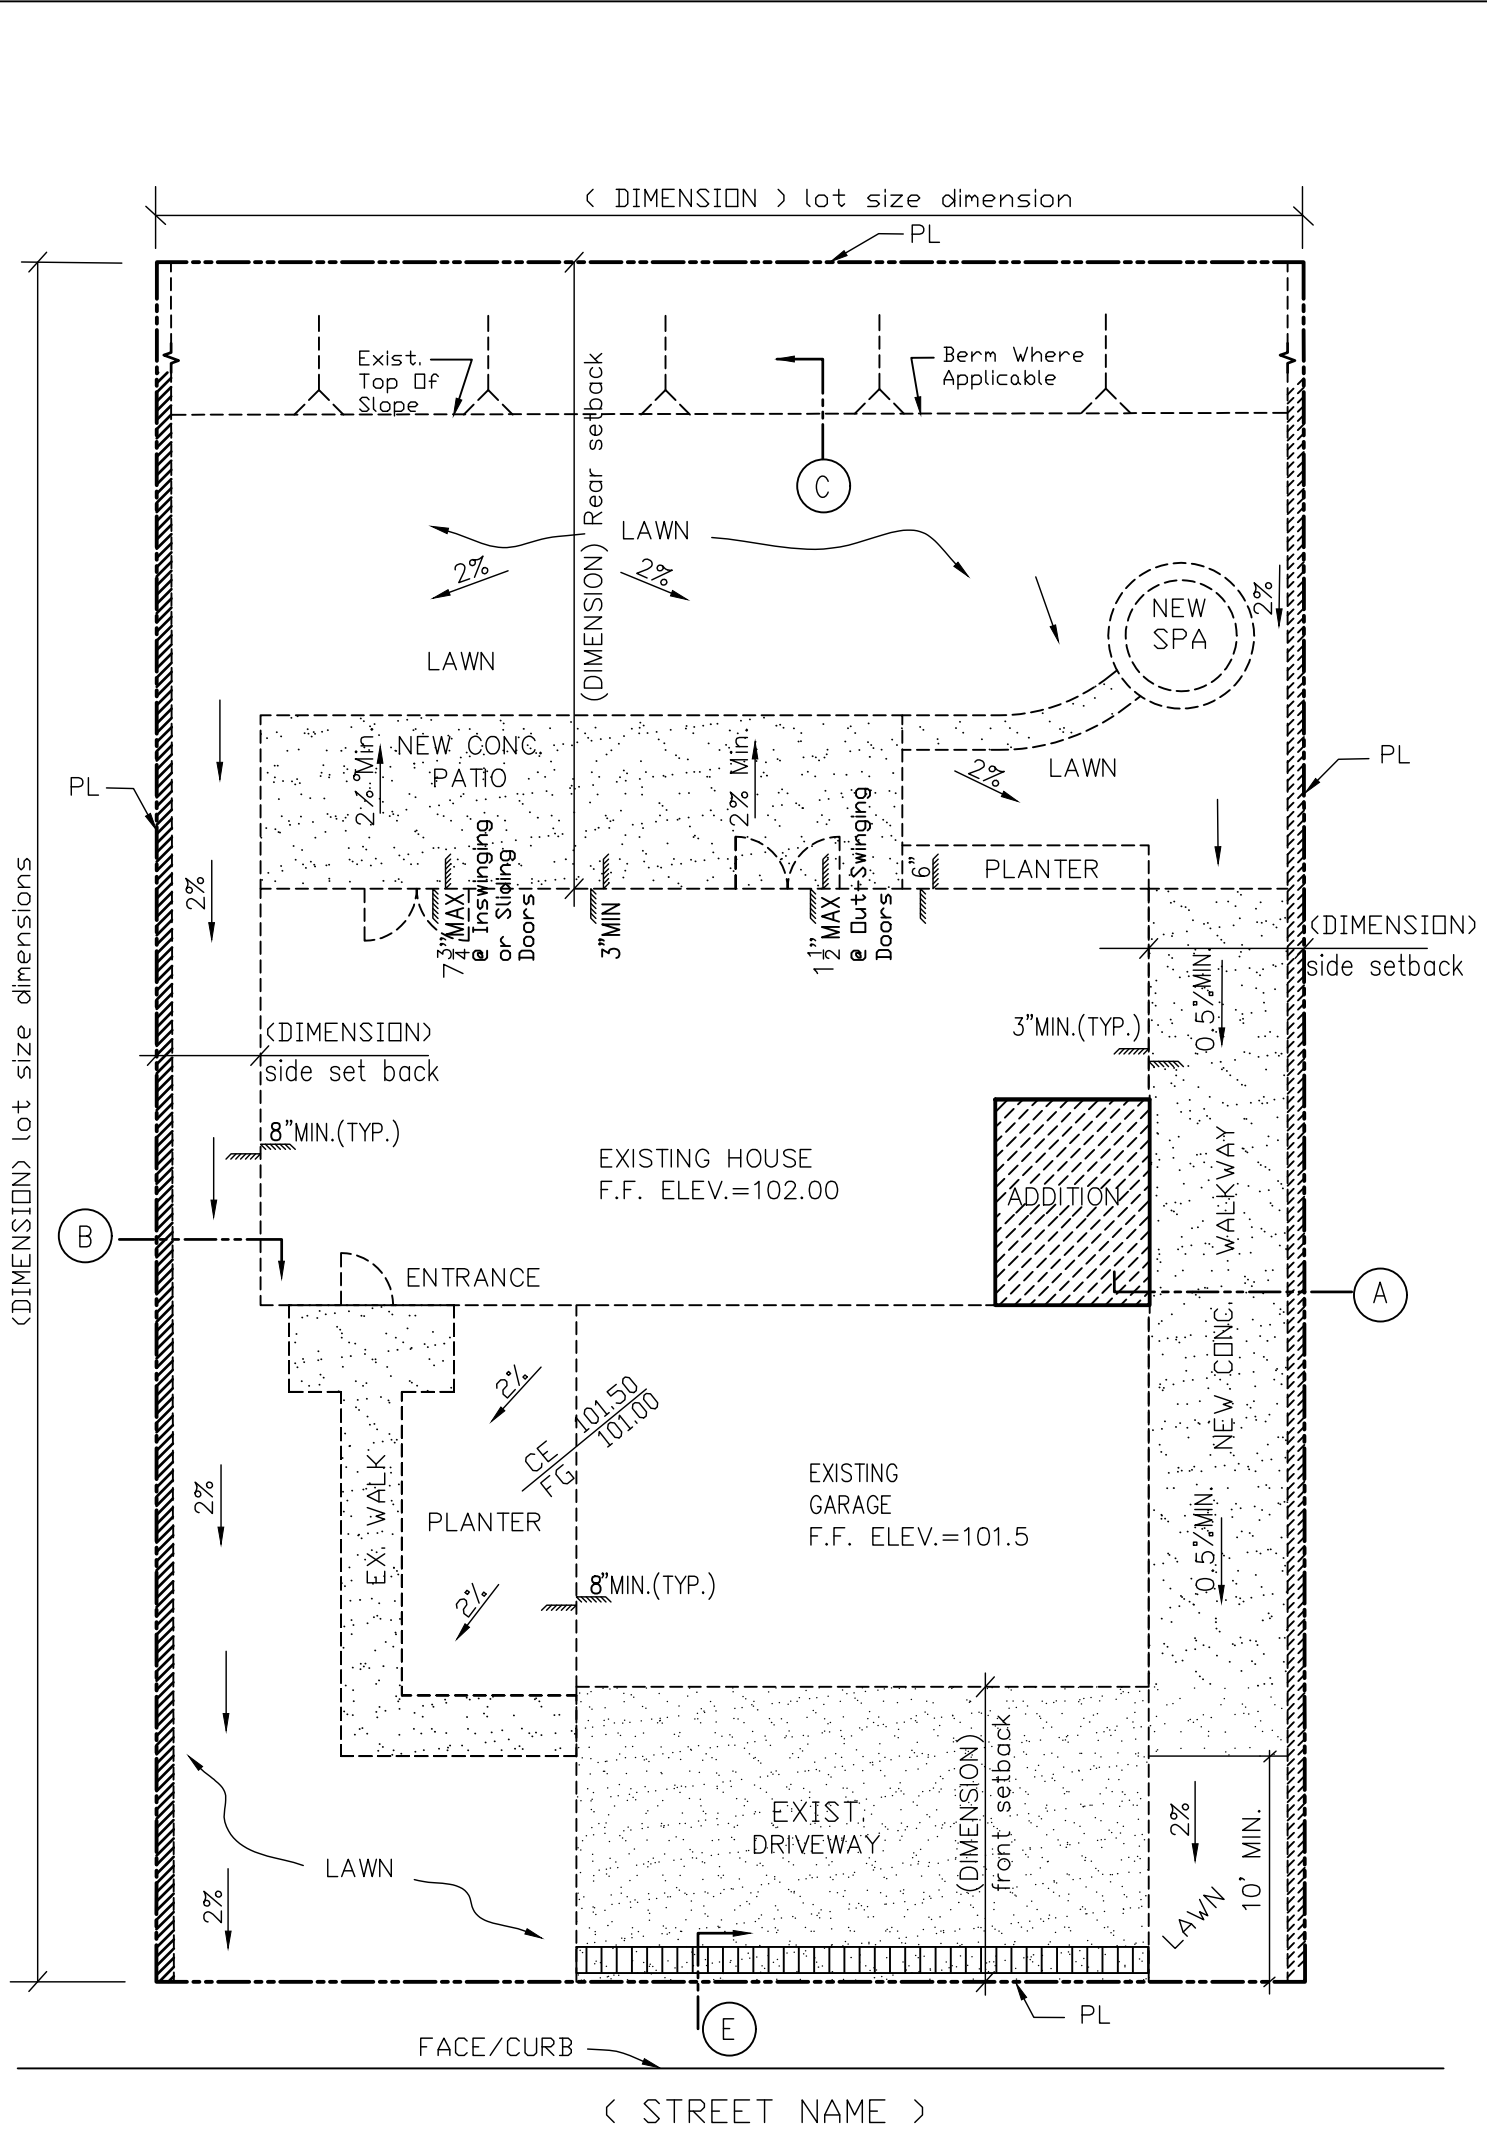 ( DIMENSION ) lot size dimension
PL
Exist.
Top Of
Slope
Berm Where
Applicable
(DIMENSION) Rear setback
C
LAWN
2%
2%
NEW
SPA
2%
LAWN
NEW CONC.
PATIO
2% Min.
2% Min.
2%
LAWN
PL
PL
PLANTER
6"
2%
7 3/4" MAX
@ Inswinging
or Sliding
Doors
3"MIN
1 1/2" MAX
@ Out-Swinging
Doors
(DIMENSION)
side setback
0.5%MIN.
3"MIN.(TYP.)
(DIMENSION)
side set back
8"MIN.(TYP.)
(DIMENSION) lot size dimensions
EXISTING HOUSE
F.F. ELEV.=102.00
ADDITION
NEW CONC. WALKWAY
B
ENTRANCE
A
2%
CE 101.50
FG 101.00
EX. WALK
PLANTER
2%
2%
EXISTING
GARAGE
F.F. ELEV.=101.5
0.5%MIN.
8"MIN.(TYP.)
(DIMENSION)
front setback
EXIST.
DRIVEWAY
2%
10' MIN.
LAWN
LAWN
2%
E
PL
FACE/CURB
( STREET NAME )